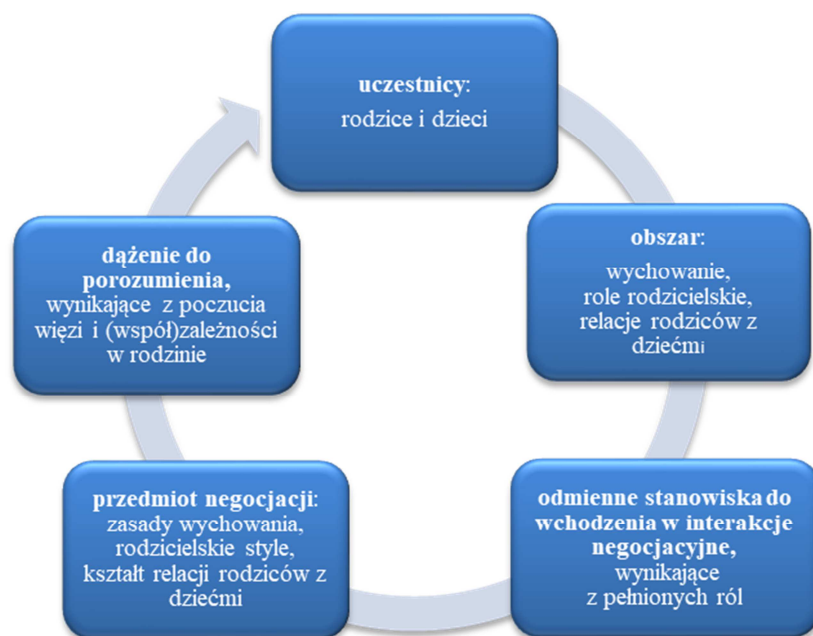 uczestnicy:
rodzice i dzieci
obszar:
wychowanie,
role rodzicielskie,
relacje rodziców z
dziećmi
odmienne stanowiska do
wchodzenia w interakcje
negocjacyjne,
wynikające
z pełnionych ról
przedmiot negocjacji:
zasady wychowania,
rodzicielskie style,
kształt relacji rodziców z
dziećmi
dążenie do
porozumienia,
wynikające z poczucia
więzi i (współ)zależności
w rodzinie